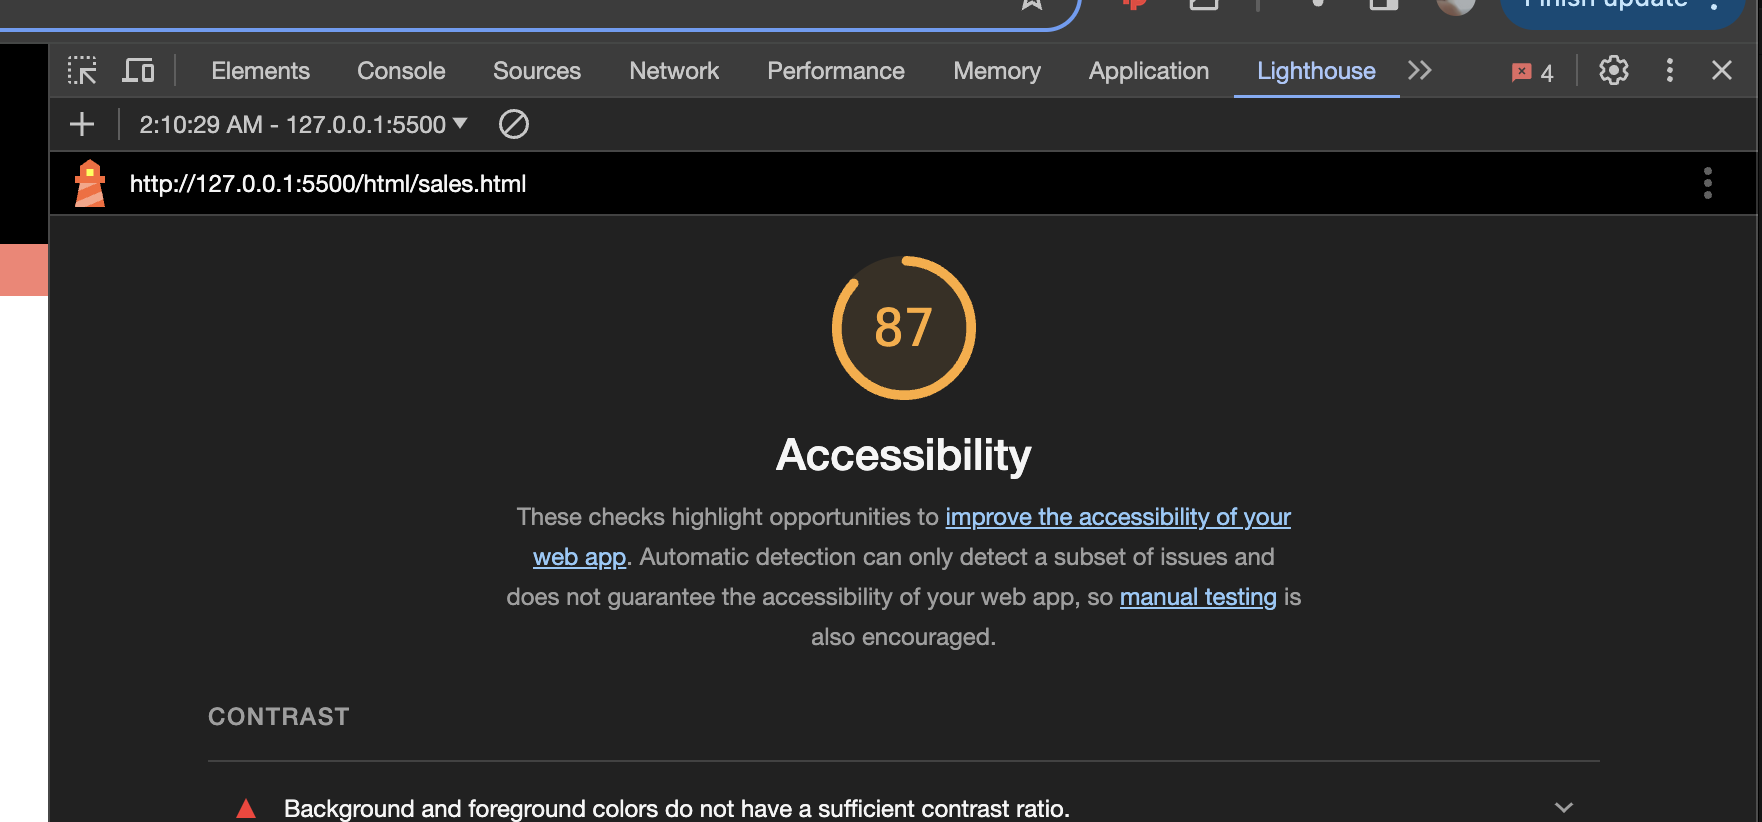 Finish update
Elements Console Sources Network Performance Memory Application Lighthouse 4
2:10:29 AM - 127.0.0.1:5500
http://127.0.0.1:5500/html/sales.html
87
Accessibility
These checks highlight opportunities to improve the accessibility of your
web app. Automatic detection can only detect a subset of issues and
does not guarantee the accessibility of your web app, so manual testing is
also encouraged.
CONTRAST
Background and foreground colors do not have a sufficient contrast ratio.